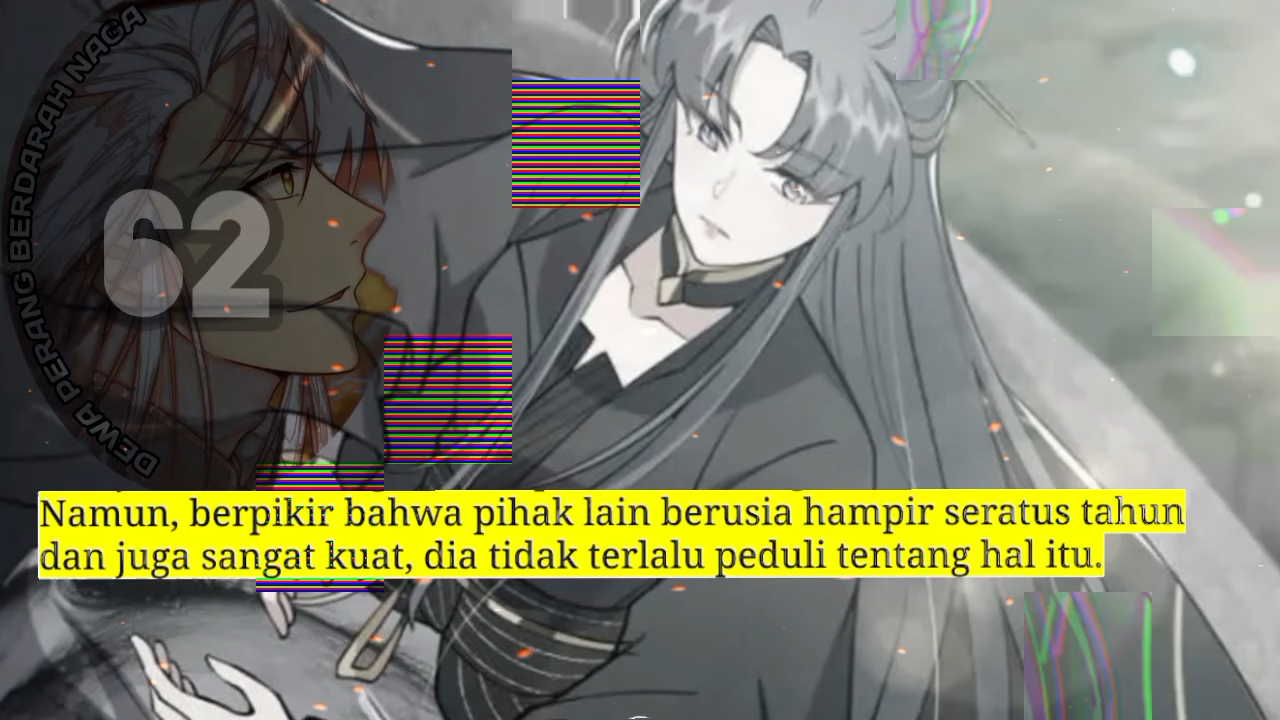 DEWA PERANG BERDARAH NAGA
62
Namun, berpikir bahwa pihak lain berusia hampir seratus tahun
dan juga sangat kuat, dia tidak terlalu peduli tentang hal itu.